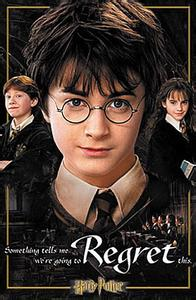 Something tells me
we're going to Regret this
Harry Potter